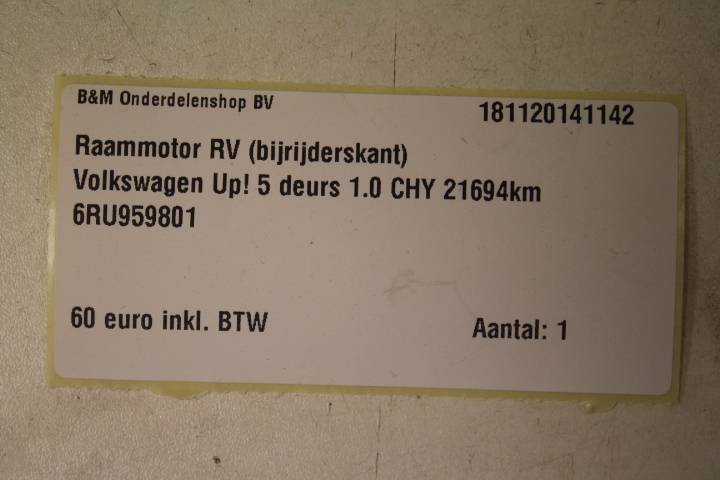 B&M Onderdelenshop BV 181120141142
Raammotor RV (bijrijderskant)
Volkswagen Up! 5 deurs 1.0 CHY 21694km
6RU959801
60 euro inkl. BTW Aantal: 1